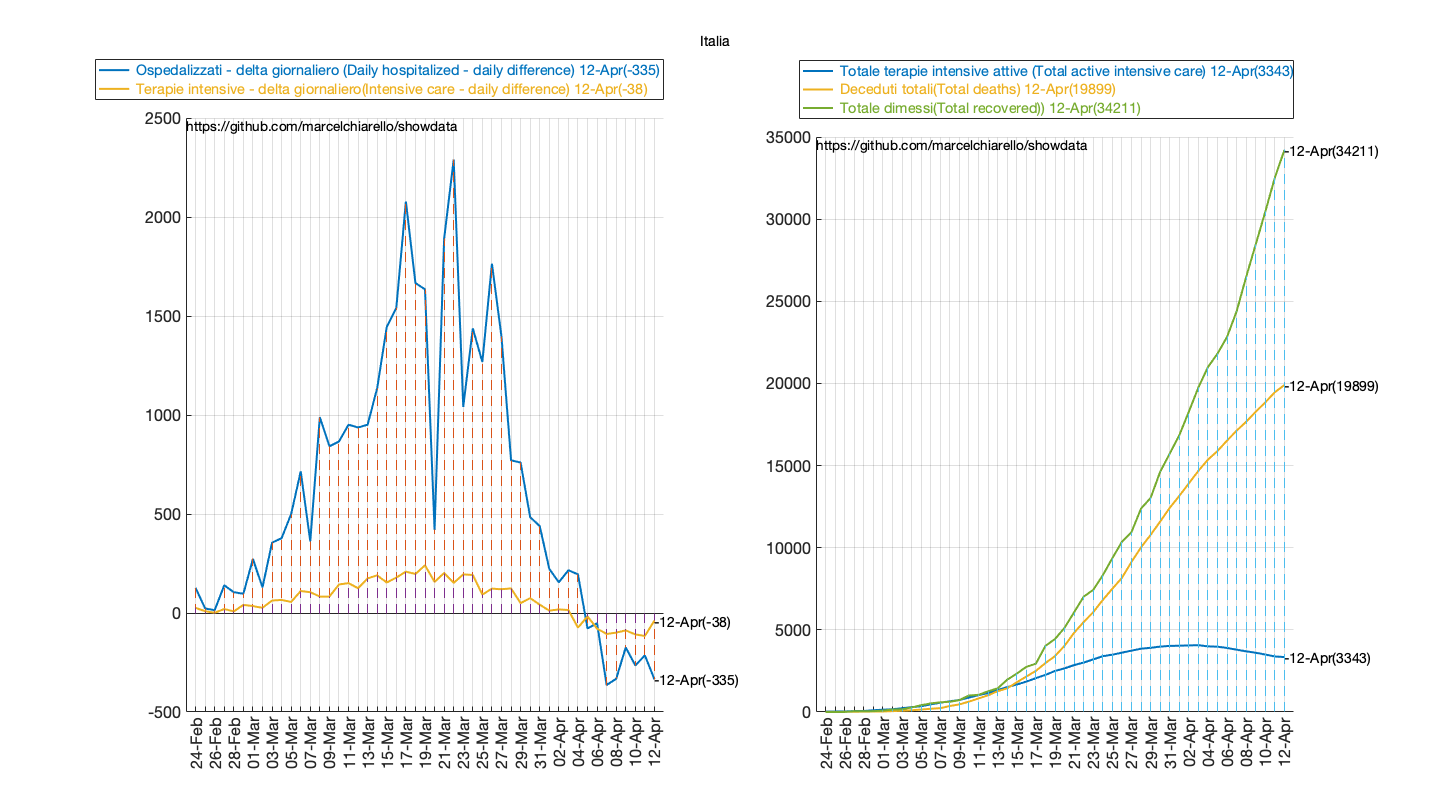 Italia
Ospedalizzati - delta giornaliero (Daily hospitalized - daily difference) 12-Apr(-335)
Terapie intensive - delta giornaliero(Intensive care - daily difference) 12-Apr(-38)
2500
https://github.com/marcelchiarello/showdata
2000
1500
1000
500
0
-500
12-Apr(-38)
12-Apr(-335)
24-Feb
26-Feb
28-Feb
01-Mar
03-Mar
05-Mar
07-Mar
09-Mar
11-Mar
13-Mar
15-Mar
17-Mar
19-Mar
21-Mar
23-Mar
25-Mar
27-Mar
29-Mar
31-Mar
02-Apr
04-Apr
06-Apr
08-Apr
10-Apr
12-Apr
Totale terapie intensive attive (Total active intensive care) 12-Apr(3343)
Deceduti totali(Total deaths) 12-Apr(19899)
Totale dimessi(Total recovered)) 12-Apr(34211)
35000
https://github.com/marcelchiarello/showdata
30000
25000
20000
15000
10000
5000
0
12-Apr(34211)
12-Apr(19899)
12-Apr(3343)
24-Feb
26-Feb
28-Feb
01-Mar
03-Mar
05-Mar
07-Mar
09-Mar
11-Mar
13-Mar
15-Mar
17-Mar
19-Mar
21-Mar
23-Mar
25-Mar
27-Mar
29-Mar
31-Mar
02-Apr
04-Apr
06-Apr
08-Apr
10-Apr
12-Apr